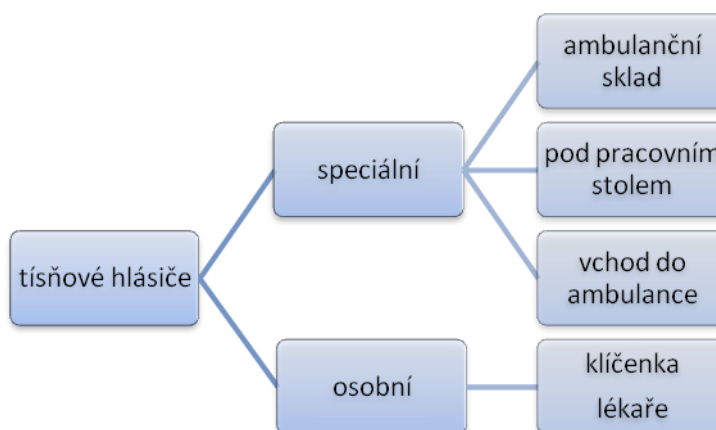 tísňové hlásiče
speciální
ambulanční
sklad
pod pracovním
stolem
vchod do
ambulance
osobní
klíčenka
lékaře